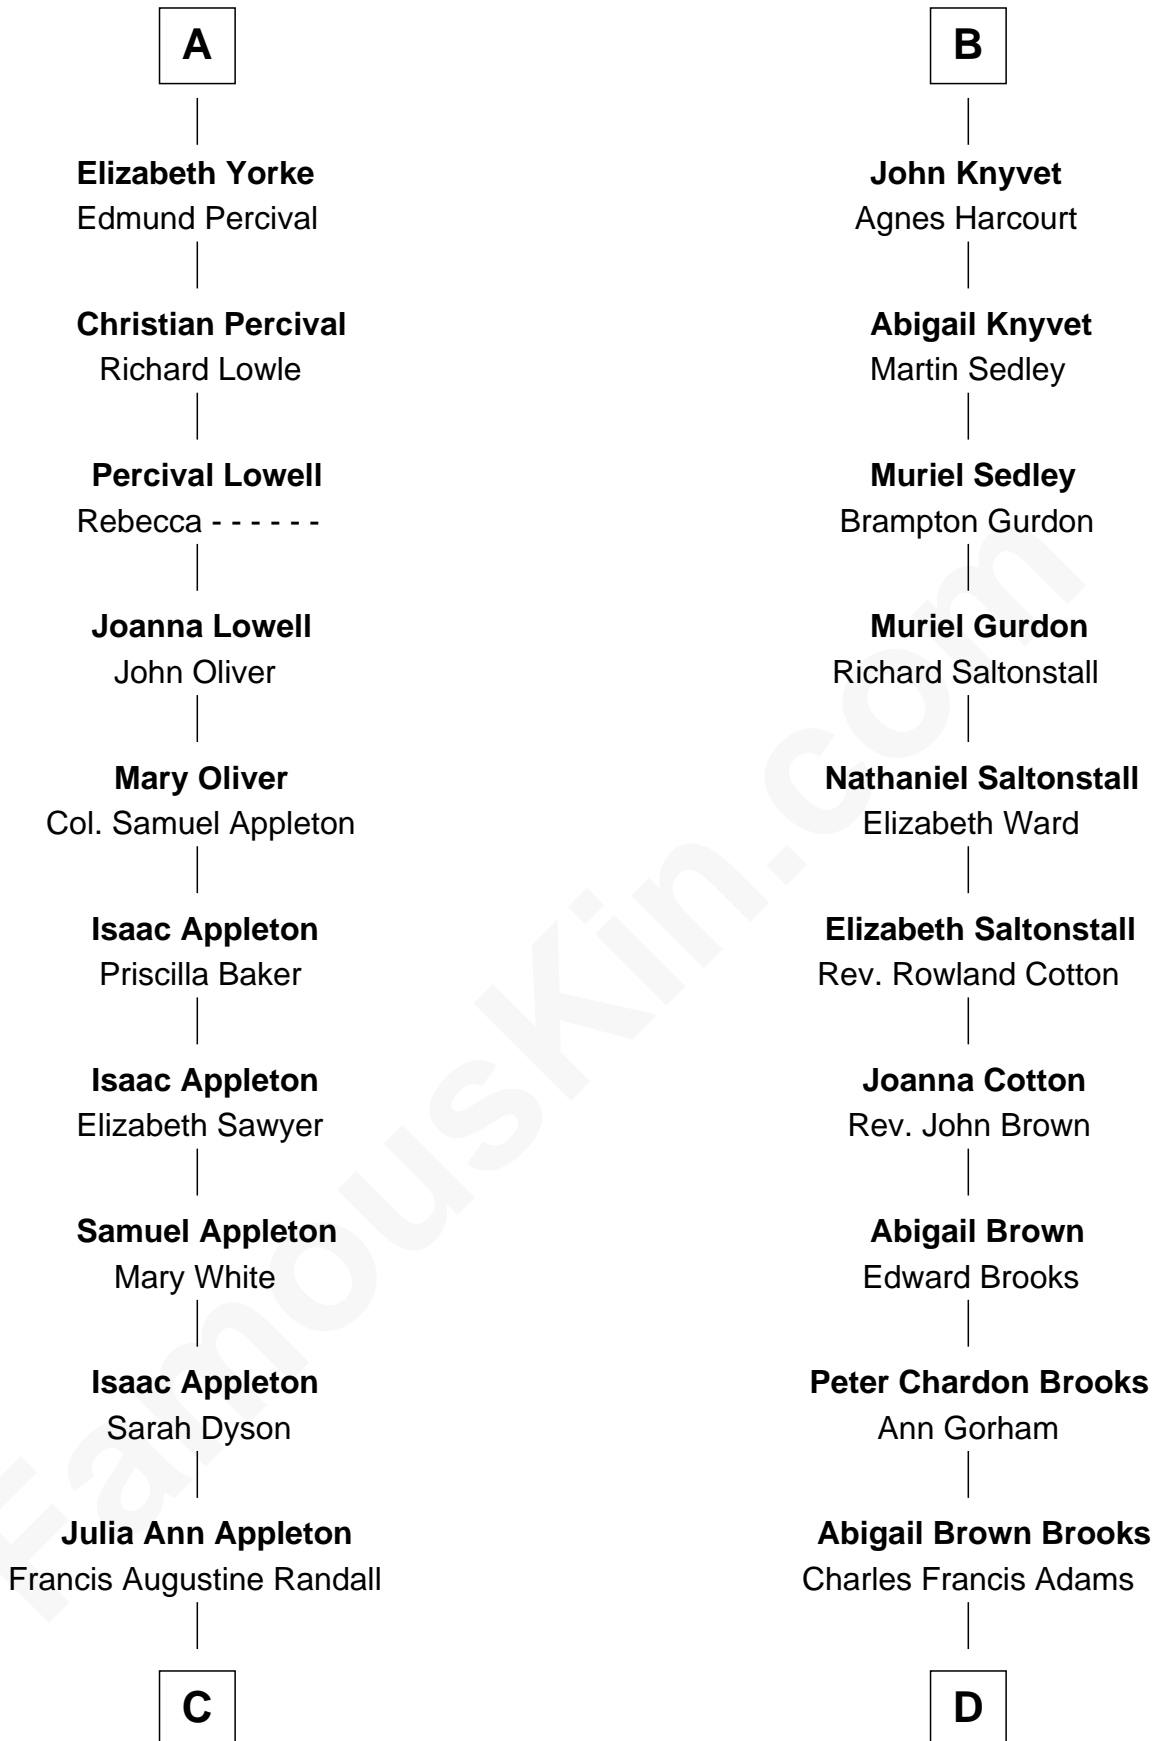 A
Elizabeth Yorke
Edmund Percival
Christian Percival
Richard Lowle
Percival Lowell
Rebecca - - - - - -
Joanna Lowell
John Oliver
Mary Oliver
Col. Samuel Appleton
Isaac Appleton
Priscilla Baker
Isaac Appleton
Elizabeth Sawyer
Samuel Appleton
Mary White
Isaac Appleton
Sarah Dyson
Julia Ann Appleton
Francis Augustine Randall
C
B
John Knyvet
Agnes Harcourt
Abigail Knyvet
Martin Sedley
Muriel Sedley
Brampton Gurdon
Muriel Gurdon
Richard Saltonstall
Nathaniel Saltonstall
Elizabeth Ward
Elizabeth Saltonstall
Rev. Rowland Cotton
Joanna Cotton
Rev. John Brown
Abigail Brown
Edward Brooks
Peter Chardon Brooks
Ann Gorham
Abigail Brown Brooks
Charles Francis Adams
D
FamousKin.com